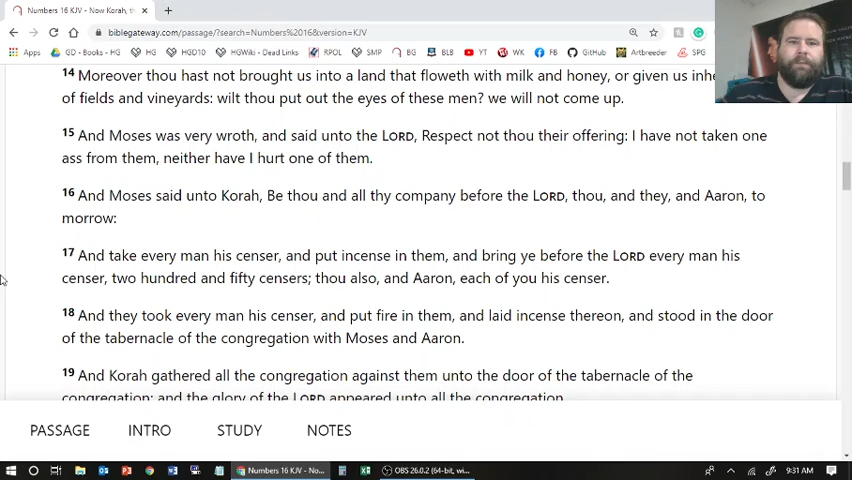 Numbers 16 KJV - Now Korah, th
biblegateway.com/passage/?search=Numbers%2016&version=KJV
Apps GD - Books - HG HG HGD10 HGWiki - Dead Links RPOL SMP BG BLB YT WK FB GitHub Artbreeder SPG
14 Moreover thou hast not brought us into a land that floweth with milk and honey, or given us inhe
of fields and vineyards: wilt thou put out the eyes of these men? we will not come up.
15 And Moses was very wroth, and said unto the LORD, Respect not thou their offering: I have not taken one
ass from them, neither have I hurt one of them.
16 And Moses said unto Korah, Be thou and all thy company before the LORD, thou, and they, and Aaron, to
morrow:
17 And take every man his censer, and put incense in them, and bring ye before the LORD every man his
censer, two hundred and fifty censers; thou also, and Aaron, each of you his censer.
18 And they took every man his censer, and put fire in them, and laid incense thereon, and stood in the door
of the tabernacle of the congregation with Moses and Aaron.
19 And Korah gathered all the congregation against them unto the door of the tabernacle of the
congregation: and the glory of the LORD appeared unto all the congregation.
PASSAGE INTRO STUDY NOTES
Numbers 16 KJV - No... OBS 26.0.2 (64-bit, wi... 9:31 AM